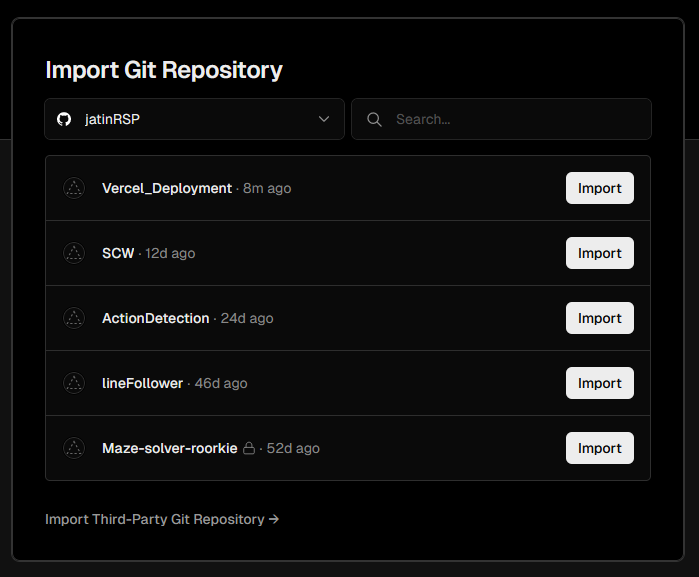 Import Git Repository
jatinRSP
Search...
Vercel_Deployment · 8m ago
Import
SCW · 12d ago
Import
ActionDetection · 24d ago
Import
lineFollower · 46d ago
Import
Maze-solver-roorkie · 52d ago
Import
Import Third-Party Git Repository →